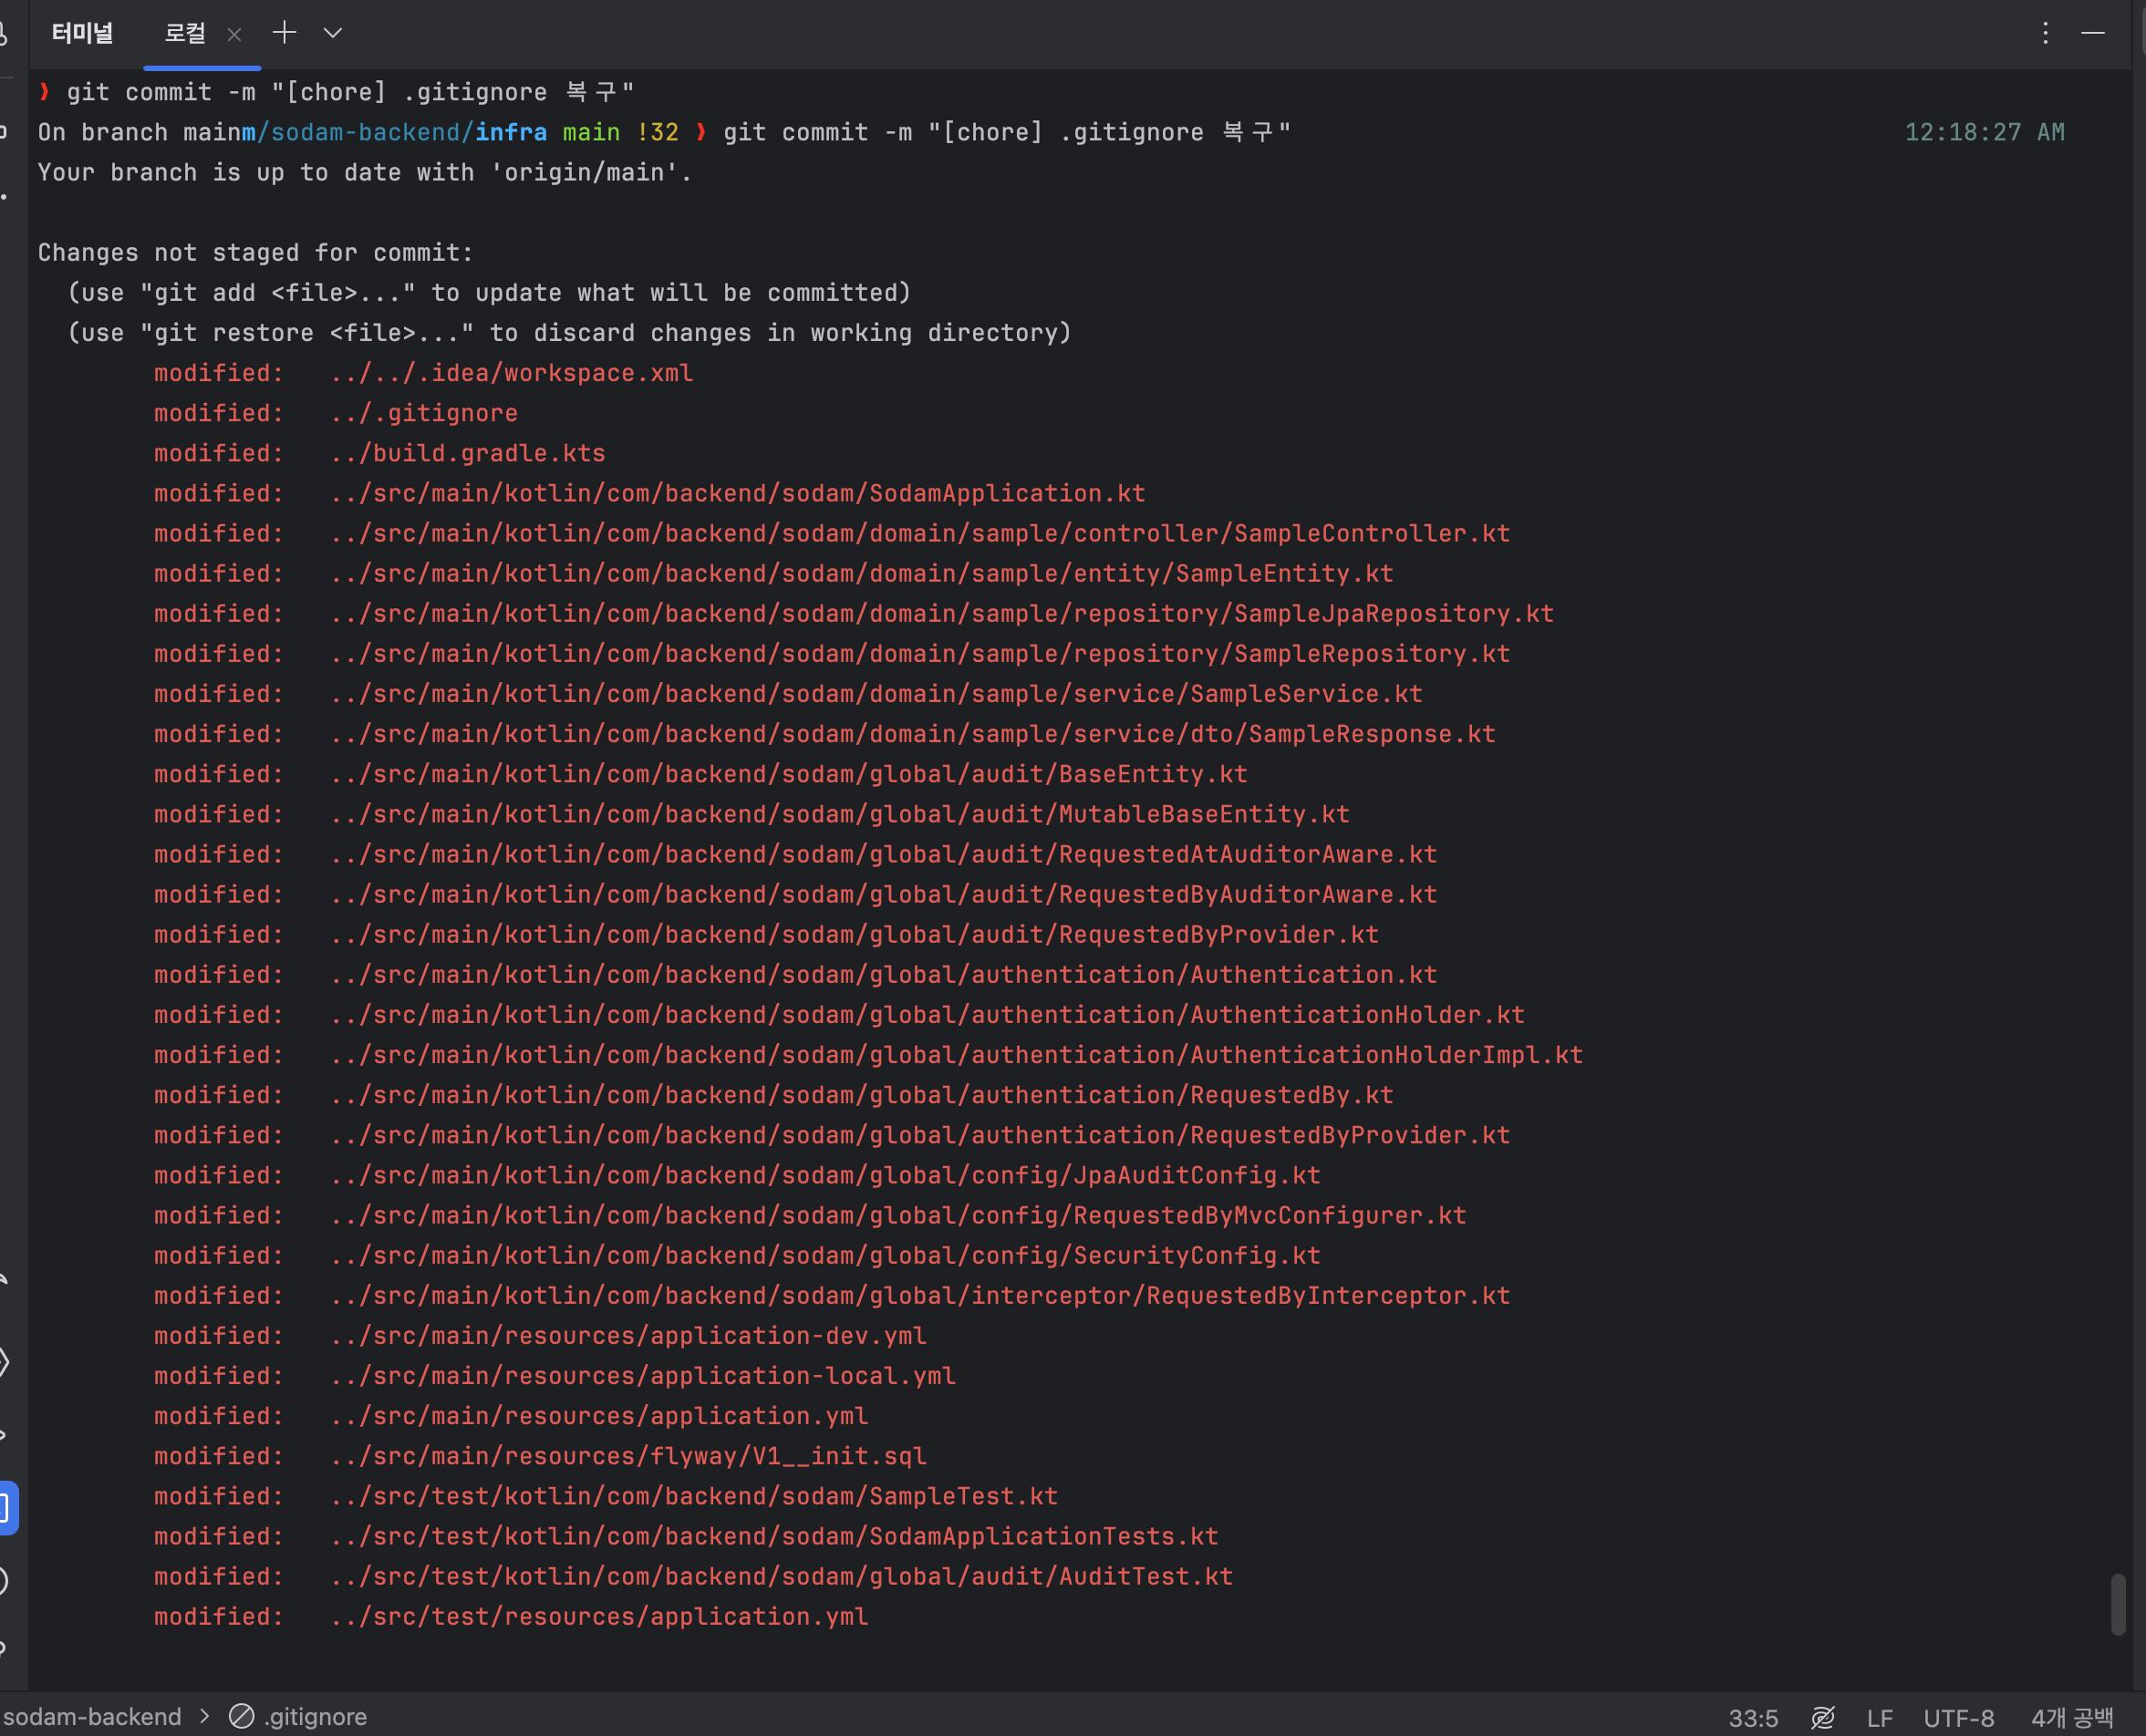 터미널 로컬
❯ git commit -m "[chore] .gitignore 복구"
On branch mainm/sodam-backend/infra main !32 ❯ git commit -m "[chore] .gitignore 복구" 12:18:27 AM
Your branch is up to date with 'origin/main'.
Changes not staged for commit:
(use "git add <file>..." to update what will be committed)
(use "git restore <file>..." to discard changes in working directory)
modified: ../../.idea/workspace.xml
modified: ../.gitignore
modified: ../build.gradle.kts
modified: ../src/main/kotlin/com/backend/sodam/SodamApplication.kt
modified: ../src/main/kotlin/com/backend/sodam/domain/sample/controller/SampleController.kt
modified: ../src/main/kotlin/com/backend/sodam/domain/sample/entity/SampleEntity.kt
modified: ../src/main/kotlin/com/backend/sodam/domain/sample/repository/SampleJpaRepository.kt
modified: ../src/main/kotlin/com/backend/sodam/domain/sample/repository/SampleRepository.kt
modified: ../src/main/kotlin/com/backend/sodam/domain/sample/service/SampleService.kt
modified: ../src/main/kotlin/com/backend/sodam/domain/sample/service/dto/SampleResponse.kt
modified: ../src/main/kotlin/com/backend/sodam/global/audit/BaseEntity.kt
modified: ../src/main/kotlin/com/backend/sodam/global/audit/MutableBaseEntity.kt
modified: ../src/main/kotlin/com/backend/sodam/global/audit/RequestedAtAuditorAware.kt
modified: ../src/main/kotlin/com/backend/sodam/global/audit/RequestedByAuditorAware.kt
modified: ../src/main/kotlin/com/backend/sodam/global/audit/RequestedByProvider.kt
modified: ../src/main/kotlin/com/backend/sodam/global/authentication/Authentication.kt
modified: ../src/main/kotlin/com/backend/sodam/global/authentication/AuthenticationHolder.kt
modified: ../src/main/kotlin/com/backend/sodam/global/authentication/AuthenticationHolderImpl.kt
modified: ../src/main/kotlin/com/backend/sodam/global/authentication/RequestedBy.kt
modified: ../src/main/kotlin/com/backend/sodam/global/authentication/RequestedByProvider.kt
modified: ../src/main/kotlin/com/backend/sodam/global/config/JpaAuditConfig.kt
modified: ../src/main/kotlin/com/backend/sodam/global/config/RequestedByMvcConfigurer.kt
modified: ../src/main/kotlin/com/backend/sodam/global/config/SecurityConfig.kt
modified: ../src/main/kotlin/com/backend/sodam/global/interceptor/RequestedByInterceptor.kt
modified: ../src/main/resources/application-dev.yml
modified: ../src/main/resources/application-local.yml
modified: ../src/main/resources/application.yml
modified: ../src/main/resources/flyway/V1__init.sql
modified: ../src/test/kotlin/com/backend/sodam/SampleTest.kt
modified: ../src/test/kotlin/com/backend/sodam/SodamApplicationTests.kt
modified: ../src/test/kotlin/com/backend/sodam/global/audit/AuditTest.kt
modified: ../src/test/resources/application.yml
sodam-backend > .gitignore 33:5 LF UTF-8 4개 공백